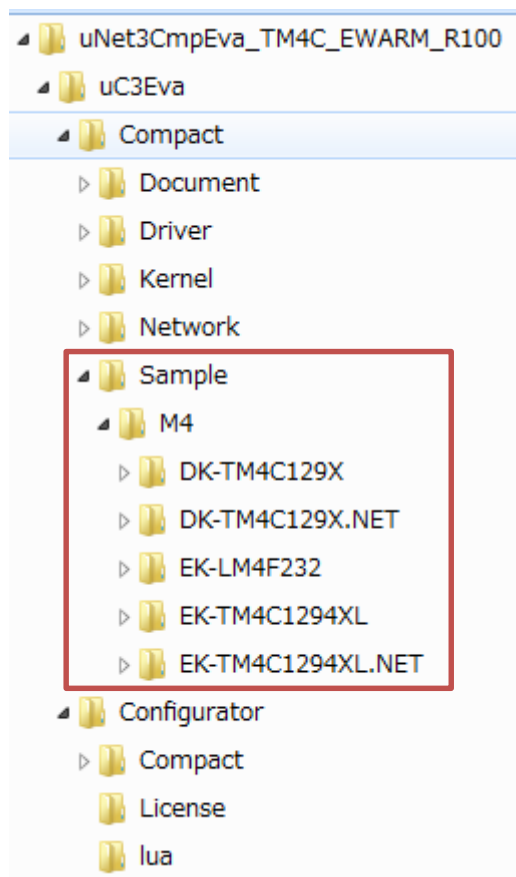 uNet3CmpEva_TM4C_EWARM_R100
uC3Eva
Compact
Document
Driver
Kernel
Network
Sample
M4
DK-TM4C129X
DK-TM4C129X.NET
EK-LM4F232
EK-TM4C1294XL
EK-TM4C1294XL.NET
Configurator
Compact
License
lua